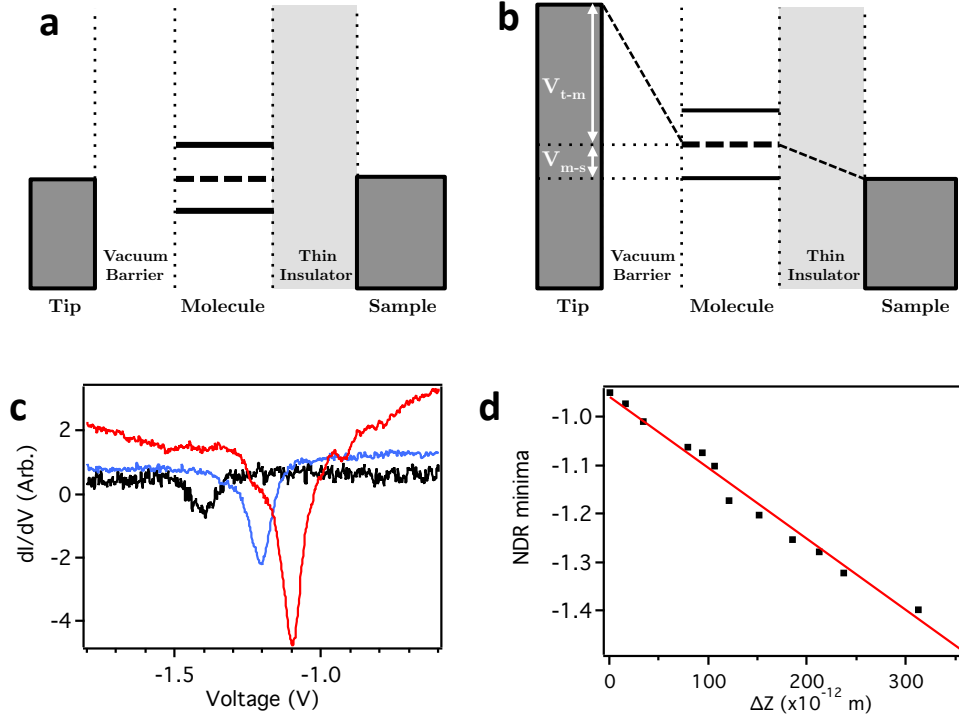 a
Vacuum
Barrier
Thin
Insulator
Tip
Molecule
Sample
b
V_{t-m}
V_{m-s}
Vacuum
Barrier
Thin
Insulator
Tip
Molecule
Sample
c
dI/dV (Arb.)
2
0
-2
-4
-1.5
-1.0
Voltage (V)
d
NDR minima
-1.0
-1.1
-1.2
-1.3
-1.4
0
100
200
300
ΔZ (x10^{-12} m)